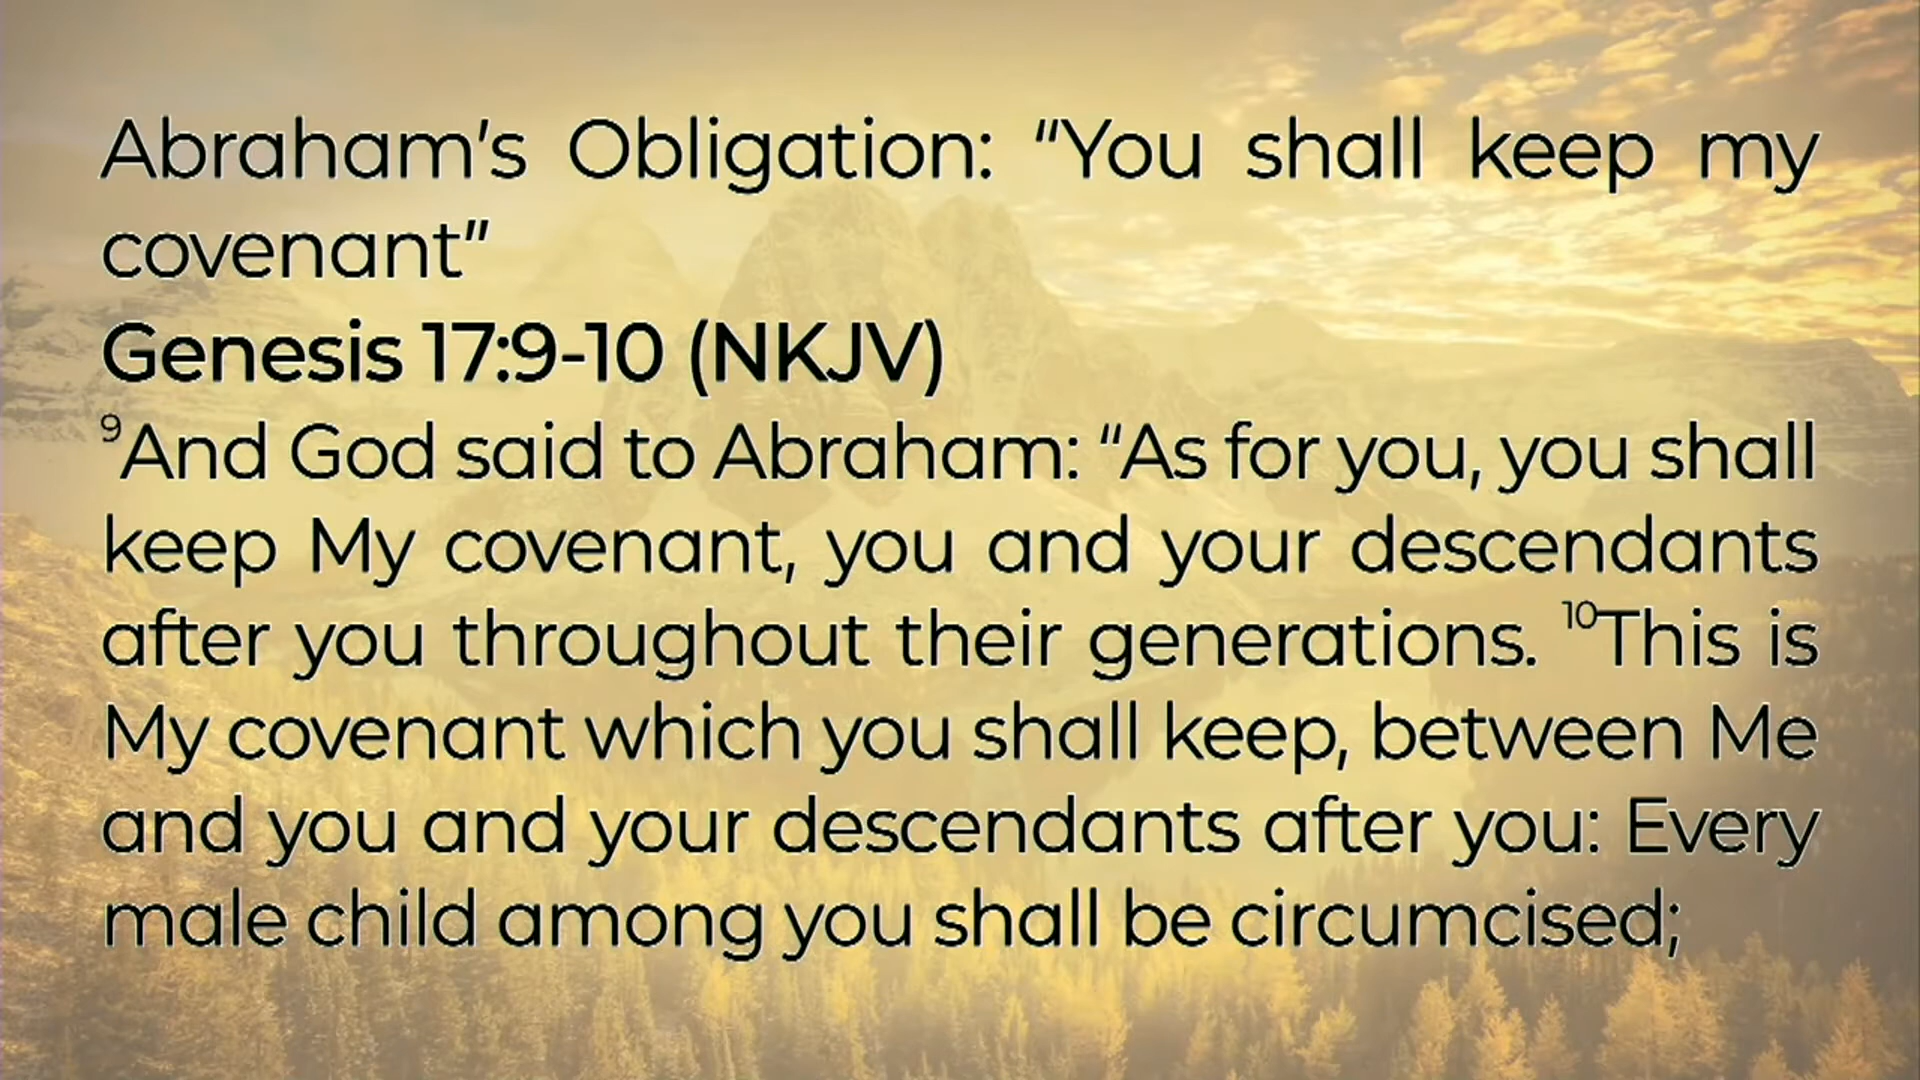 Abraham’s Obligation: “You shall keep my
covenant”
Genesis 17:9-10 (NKJV)
⁹And God said to Abraham: “As for you, you shall
keep My covenant, you and your descendants
after you throughout their generations. ¹⁰This is
My covenant which you shall keep, between Me
and you and your descendants after you: Every
male child among you shall be circumcised;